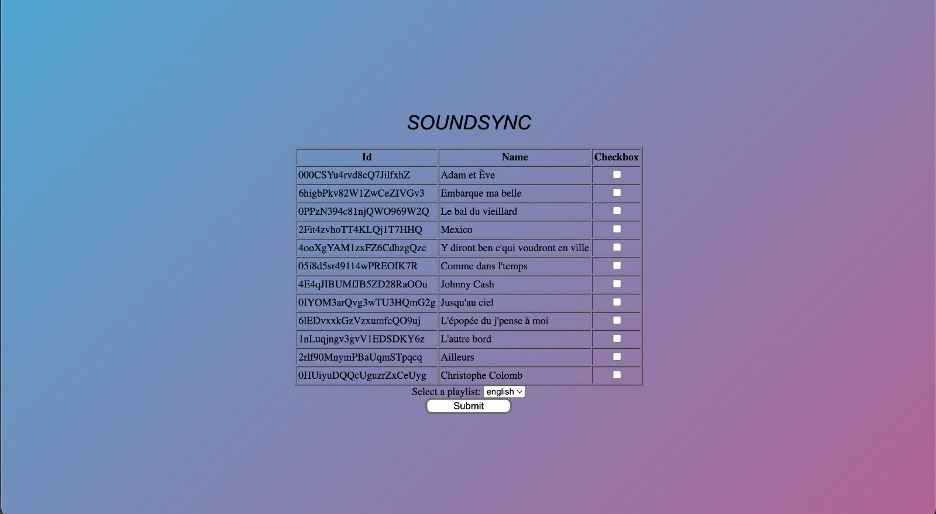 SOUNDSYNC
Id Name Checkbox
000CSYu4rvd8cQ7JilfxhZ Adam et Ève
6higbPkv82W1ZwCeZIVGv3 Embarque ma belle
0PPzN394c81njQWO969W2Q Le bal du vieillard
2Fit4zvhoTT4KLQj1T7HHQ Mexico
4ooXgYAM1zxFZ6CdhzgQzc Y diront ben c'qui voudront en ville
05i8d5sr49114wPREOIK7R Comme dans l'temps
4E4qJIBUMfJB5ZD28RaOOu Johnny Cash
0IYOM3arQvg3wTU3HQmG2g Jusqu'au ciel
6lEDvxxkGzVzxumfcQO9uj L'épopée du j'pense à moi
1nLuqjngv3gvV1EDSDKY6z L'autre bord
2rlf90MnymPBaUqmSTpqcq Ailleurs
0HUiyuDQQcUguzrZxCeUyg Christophe Colomb
Select a playlist: english
Submit